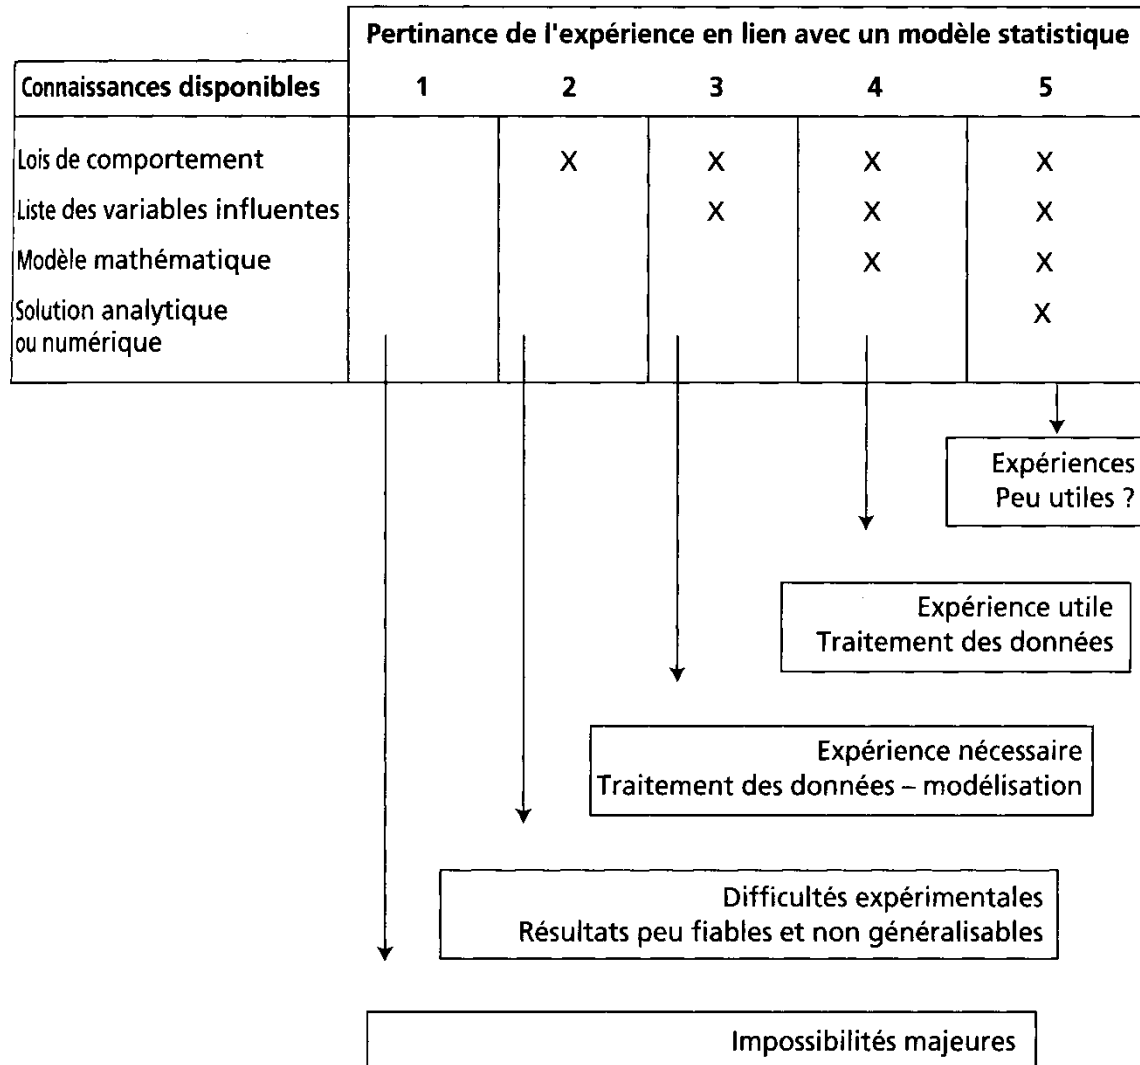 Pertinance de l'expérience en lien avec un modèle statistique
Connaissances disponibles 1 2 3 4 5
Lois de comportement X X X X
Liste des variables influentes X X X
Modèle mathématique X X
Solution analytique X
ou numérique
Expériences
Peu utiles ?
Expérience utile
Traitement des données
Expérience nécessaire
Traitement des données – modélisation
Difficultés expérimentales
Résultats peu fiables et non généralisables
Impossibilités majeures